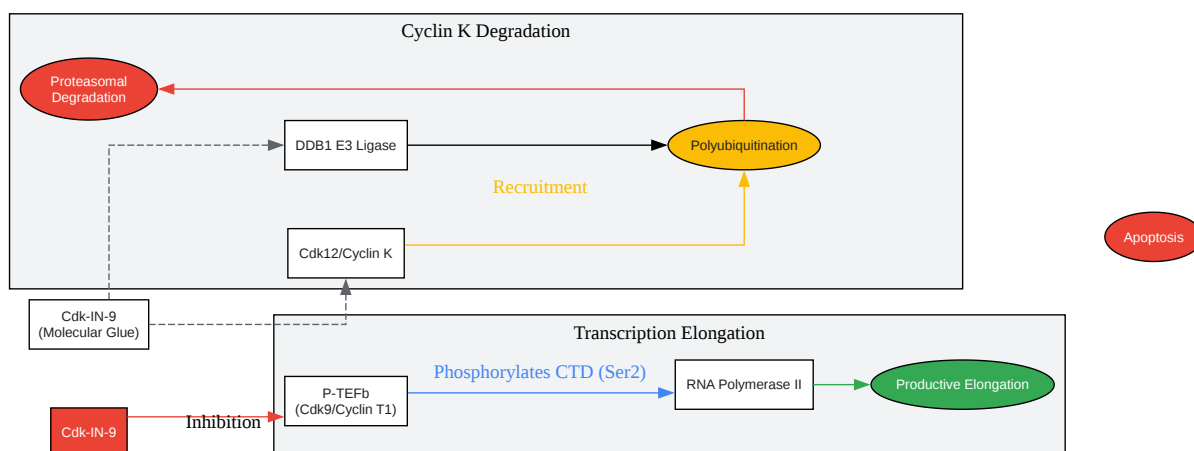 Cyclin K Degradation
Proteasomal
Degradation
DDB1 E3 Ligase
Polyubiquitination
Recruitment
Cdk12/Cyclin K
Apoptosis
Cdk-IN-9
(Molecular Glue)
Transcription Elongation
Phosphorylates CTD (Ser2)
P-TEFb
(Cdk9/Cyclin T1)
RNA Polymerase II
Productive Elongation
Inhibition
Cdk-IN-9